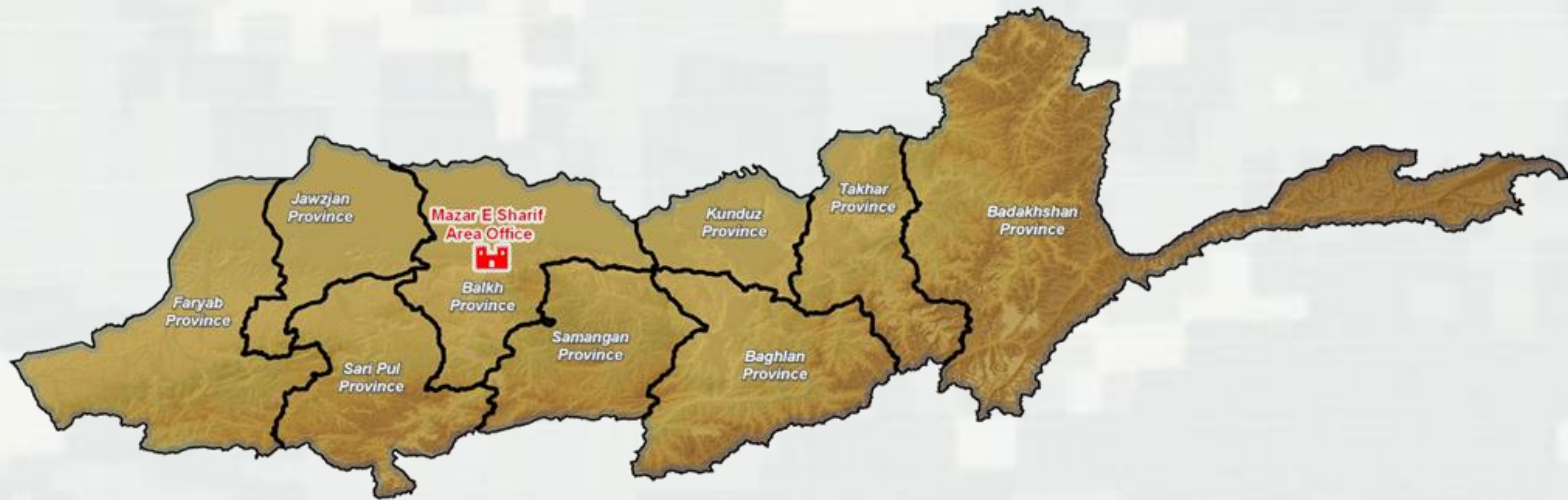 Jawzjan
Province
Mazar E Sharif
Area Office
Kunduz
Province
Takhar
Province
Badakhshan
Province
Faryab
Province
Balkh
Province
Sari Pul
Province
Samangan
Province
Baghlan
Province